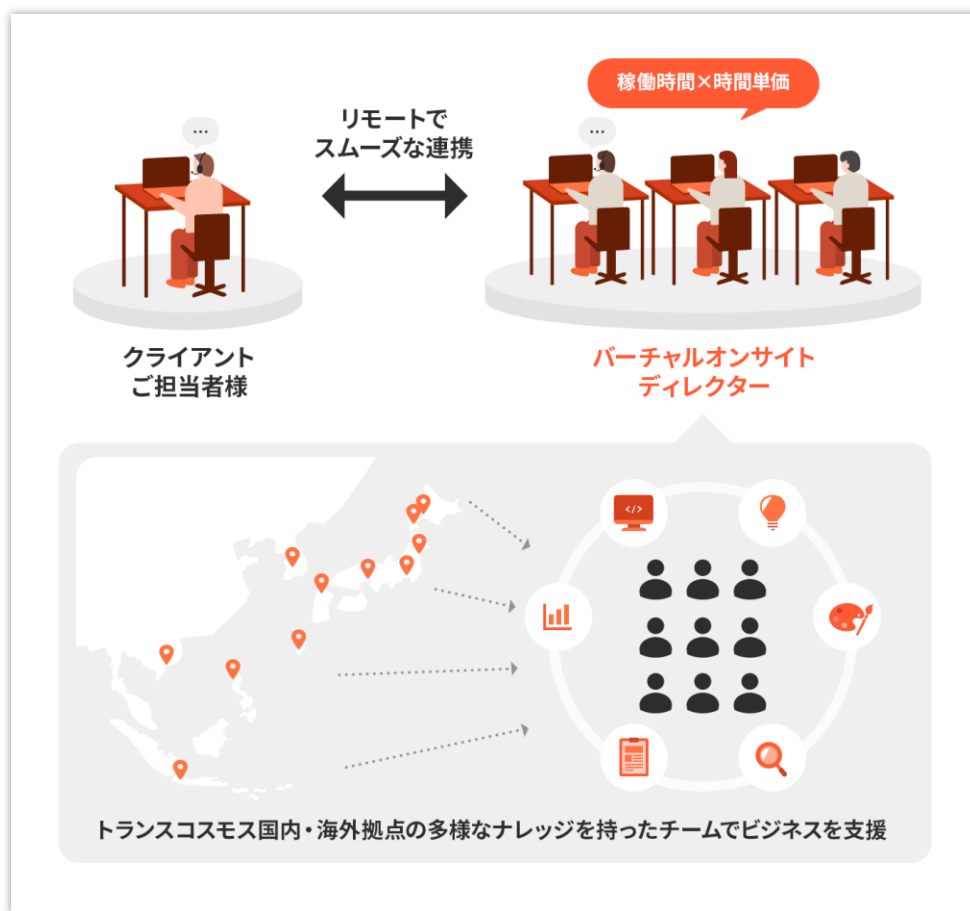 稼働時間×時間単価
リモートで
スムーズな連携
…
…
クライアント
ご担当者様
バーチャルオンサイト
ディレクター
</>
トランスコスモス国内・海外拠点の多様なナレッジを持ったチームでビジネスを支援